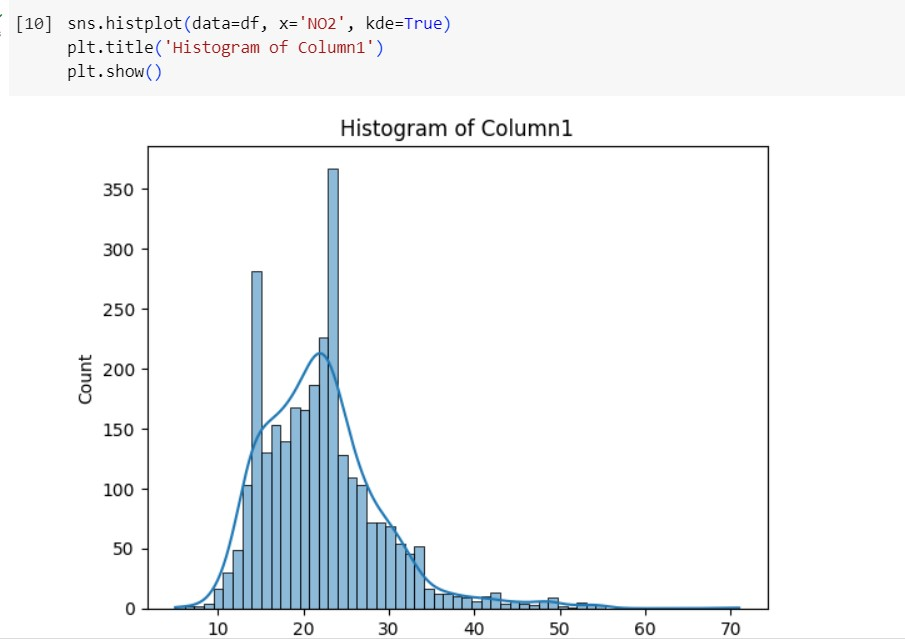 [10] sns.histplot(data=df, x='NO2', kde=True)
plt.title('Histogram of Column1')
plt.show()
Histogram of Column1
350
300
250
200
150
100
50
0
Count
10 20 30 40 50 60 70